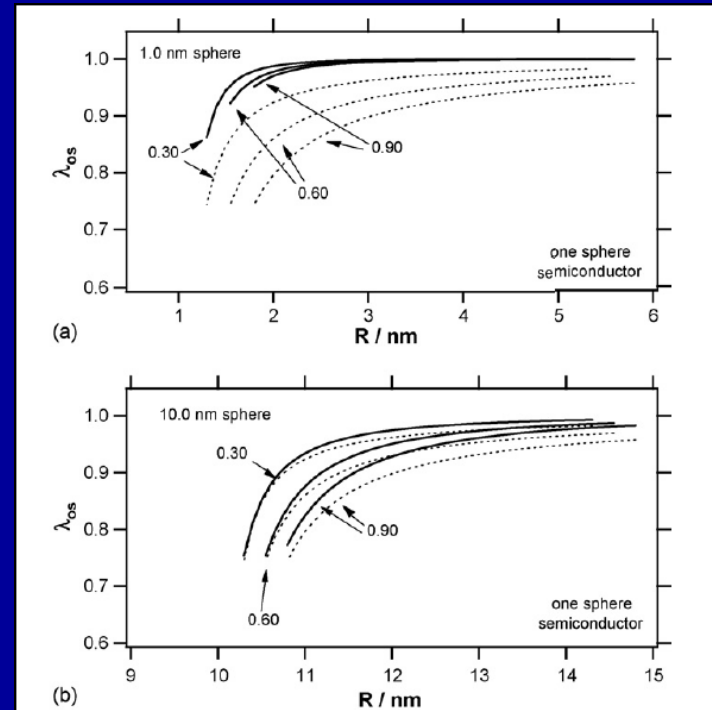 (a)
1.0 nm sphere
1.0
0.9
0.8
0.7
0.6
λos
0.30
0.60
0.90
one sphere
semiconductor
1 2 3 4 5 6
R / nm
(b)
10.0 nm sphere
1.0
0.9
0.8
0.7
0.6
λos
0.30
0.90
0.60
one sphere
semiconductor
9 10 11 12 13 14 15
R / nm